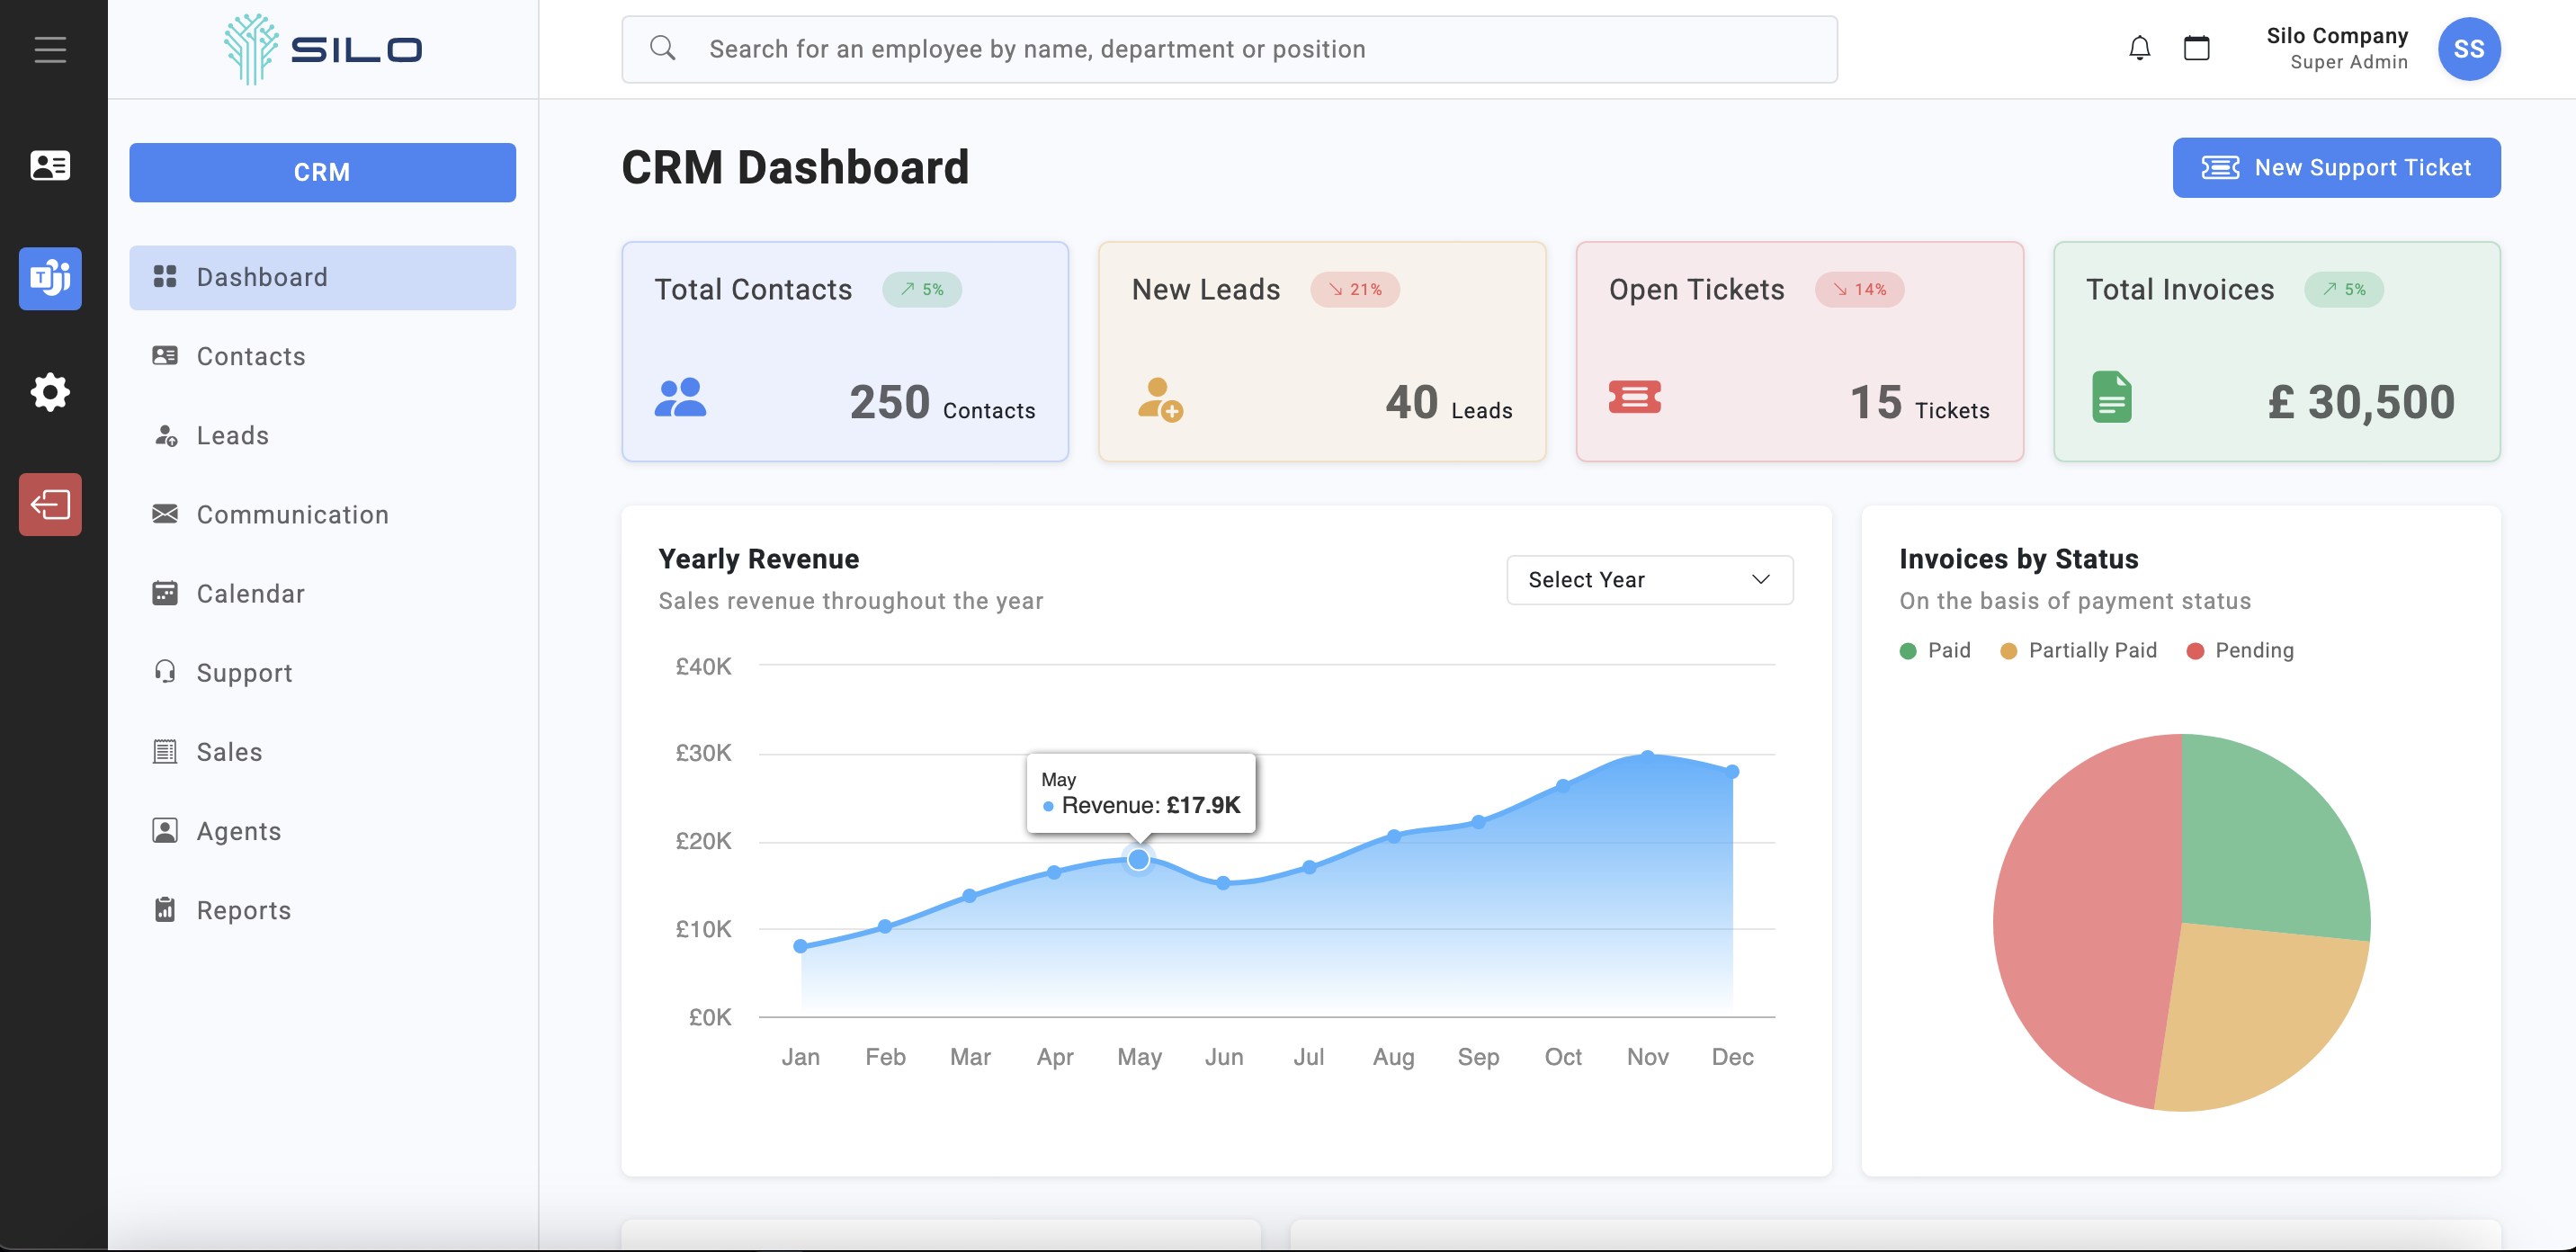 SILO
Search for an employee by name, department or position
Silo Company
Super Admin
SS
CRM
Dashboard
Contacts
Leads
Communication
Calendar
Support
Sales
Agents
Reports
CRM Dashboard
New Support Ticket
Total Contacts 5%
250 Contacts
New Leads 21%
40 Leads
Open Tickets 14%
15 Tickets
Total Invoices 5%
£ 30,500
Yearly Revenue
Sales revenue throughout the year
Select Year
£40K
£30K
£20K
£10K
£0K
May
Revenue: £17.9K
Jan Feb Mar Apr May Jun Jul Aug Sep Oct Nov Dec
Invoices by Status
On the basis of payment status
Paid Partially Paid Pending
T